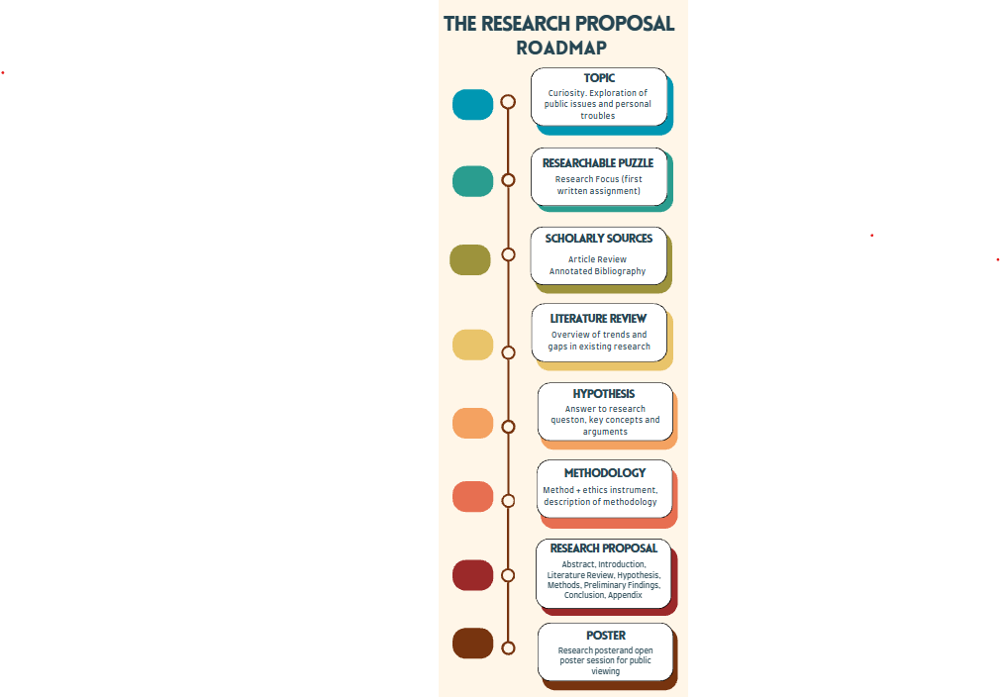 THE RESEARCH PROPOSAL
ROADMAP
TOPIC
Curiosity. Exploration of
public issues and personal
troubles
RESEARCHABLE PUZZLE
Research Focus (first
written assignment)
SCHOLARLY SOURCES
Article Review
Annotated Bibliography
LITERATURE REVIEW
Overview of trends and
gaps in existing research
HYPOTHESIS
Answer to research
queston, key concepts and
arguments
METHODOLOGY
Method + ethics instrument,
description of methodology
RESEARCH PROPOSAL
Abstract, Introduction,
Literature Review, Hypothesis,
Methods, Preliminary Findings,
Conclusion, Appendix
POSTER
Research posterand open
poster session for public
viewing